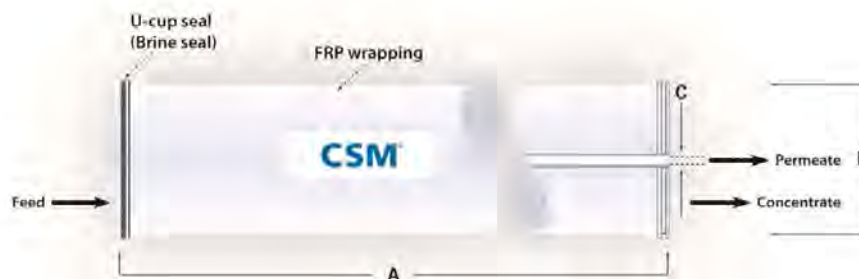 U-cup seal
(Brine seal)
FRP wrapping
C
CSM
Permeate
Feed
Concentrate
A